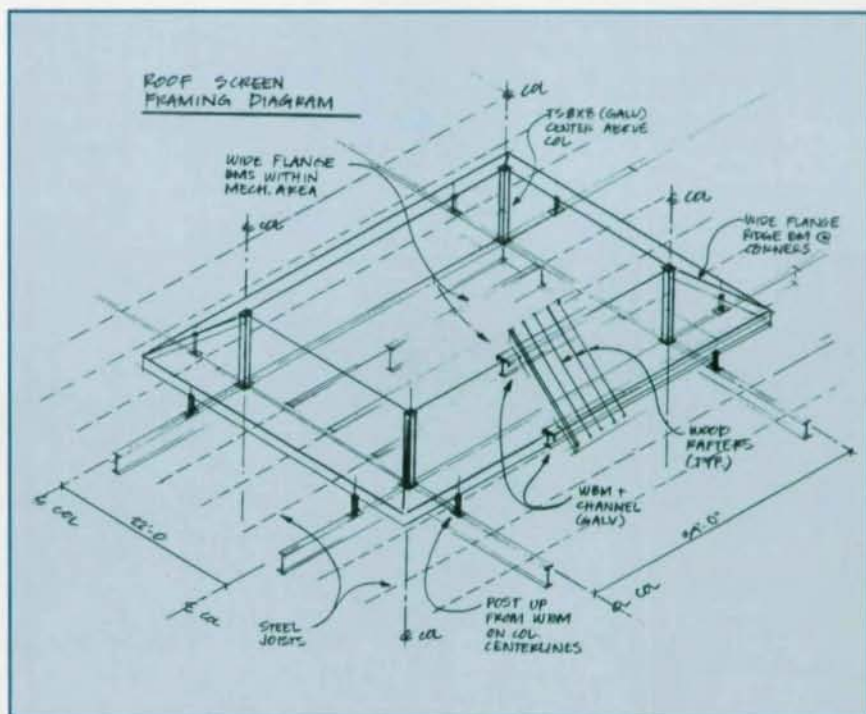 ROOF SCREEN
FRAMING DIAGRAM
℄ COL
TS8X8 (GALV)
CENTER ABOVE
COL
WIDE FLANGE
BMS WITHIN
MECH. AREA
℄ COL
℄ COL
WIDE FLANGE
RIDGE BM @
CORNERS
WOOD
RAFTERS
(TYP.)
WBM +
CHANNEL
(GALV)
℄ COL
22'-0
℄ COL
STEEL
JOISTS
℄ COL
POST UP
FROM WBM
ON COL.
CENTERLINES
℄ COL